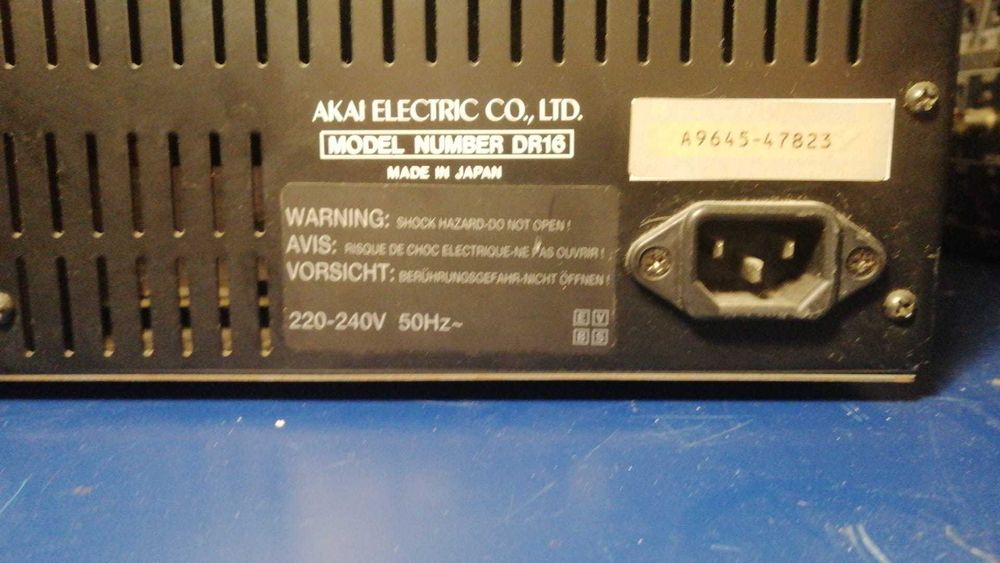 AKAI ELECTRIC CO., LTD.
MODEL NUMBER DR16
MADE IN JAPAN
A9645-47823
WARNING: SHOCK HAZARD-DO NOT OPEN!
AVIS: RISQUE DE CHOC ELECTRIQUE-NE PAS OUVRIR!
VORSICHT: BERÜHRUNGSGEFAHR-NICHT ÖFFNEN!
220-240V 50Hz~
E V
B S